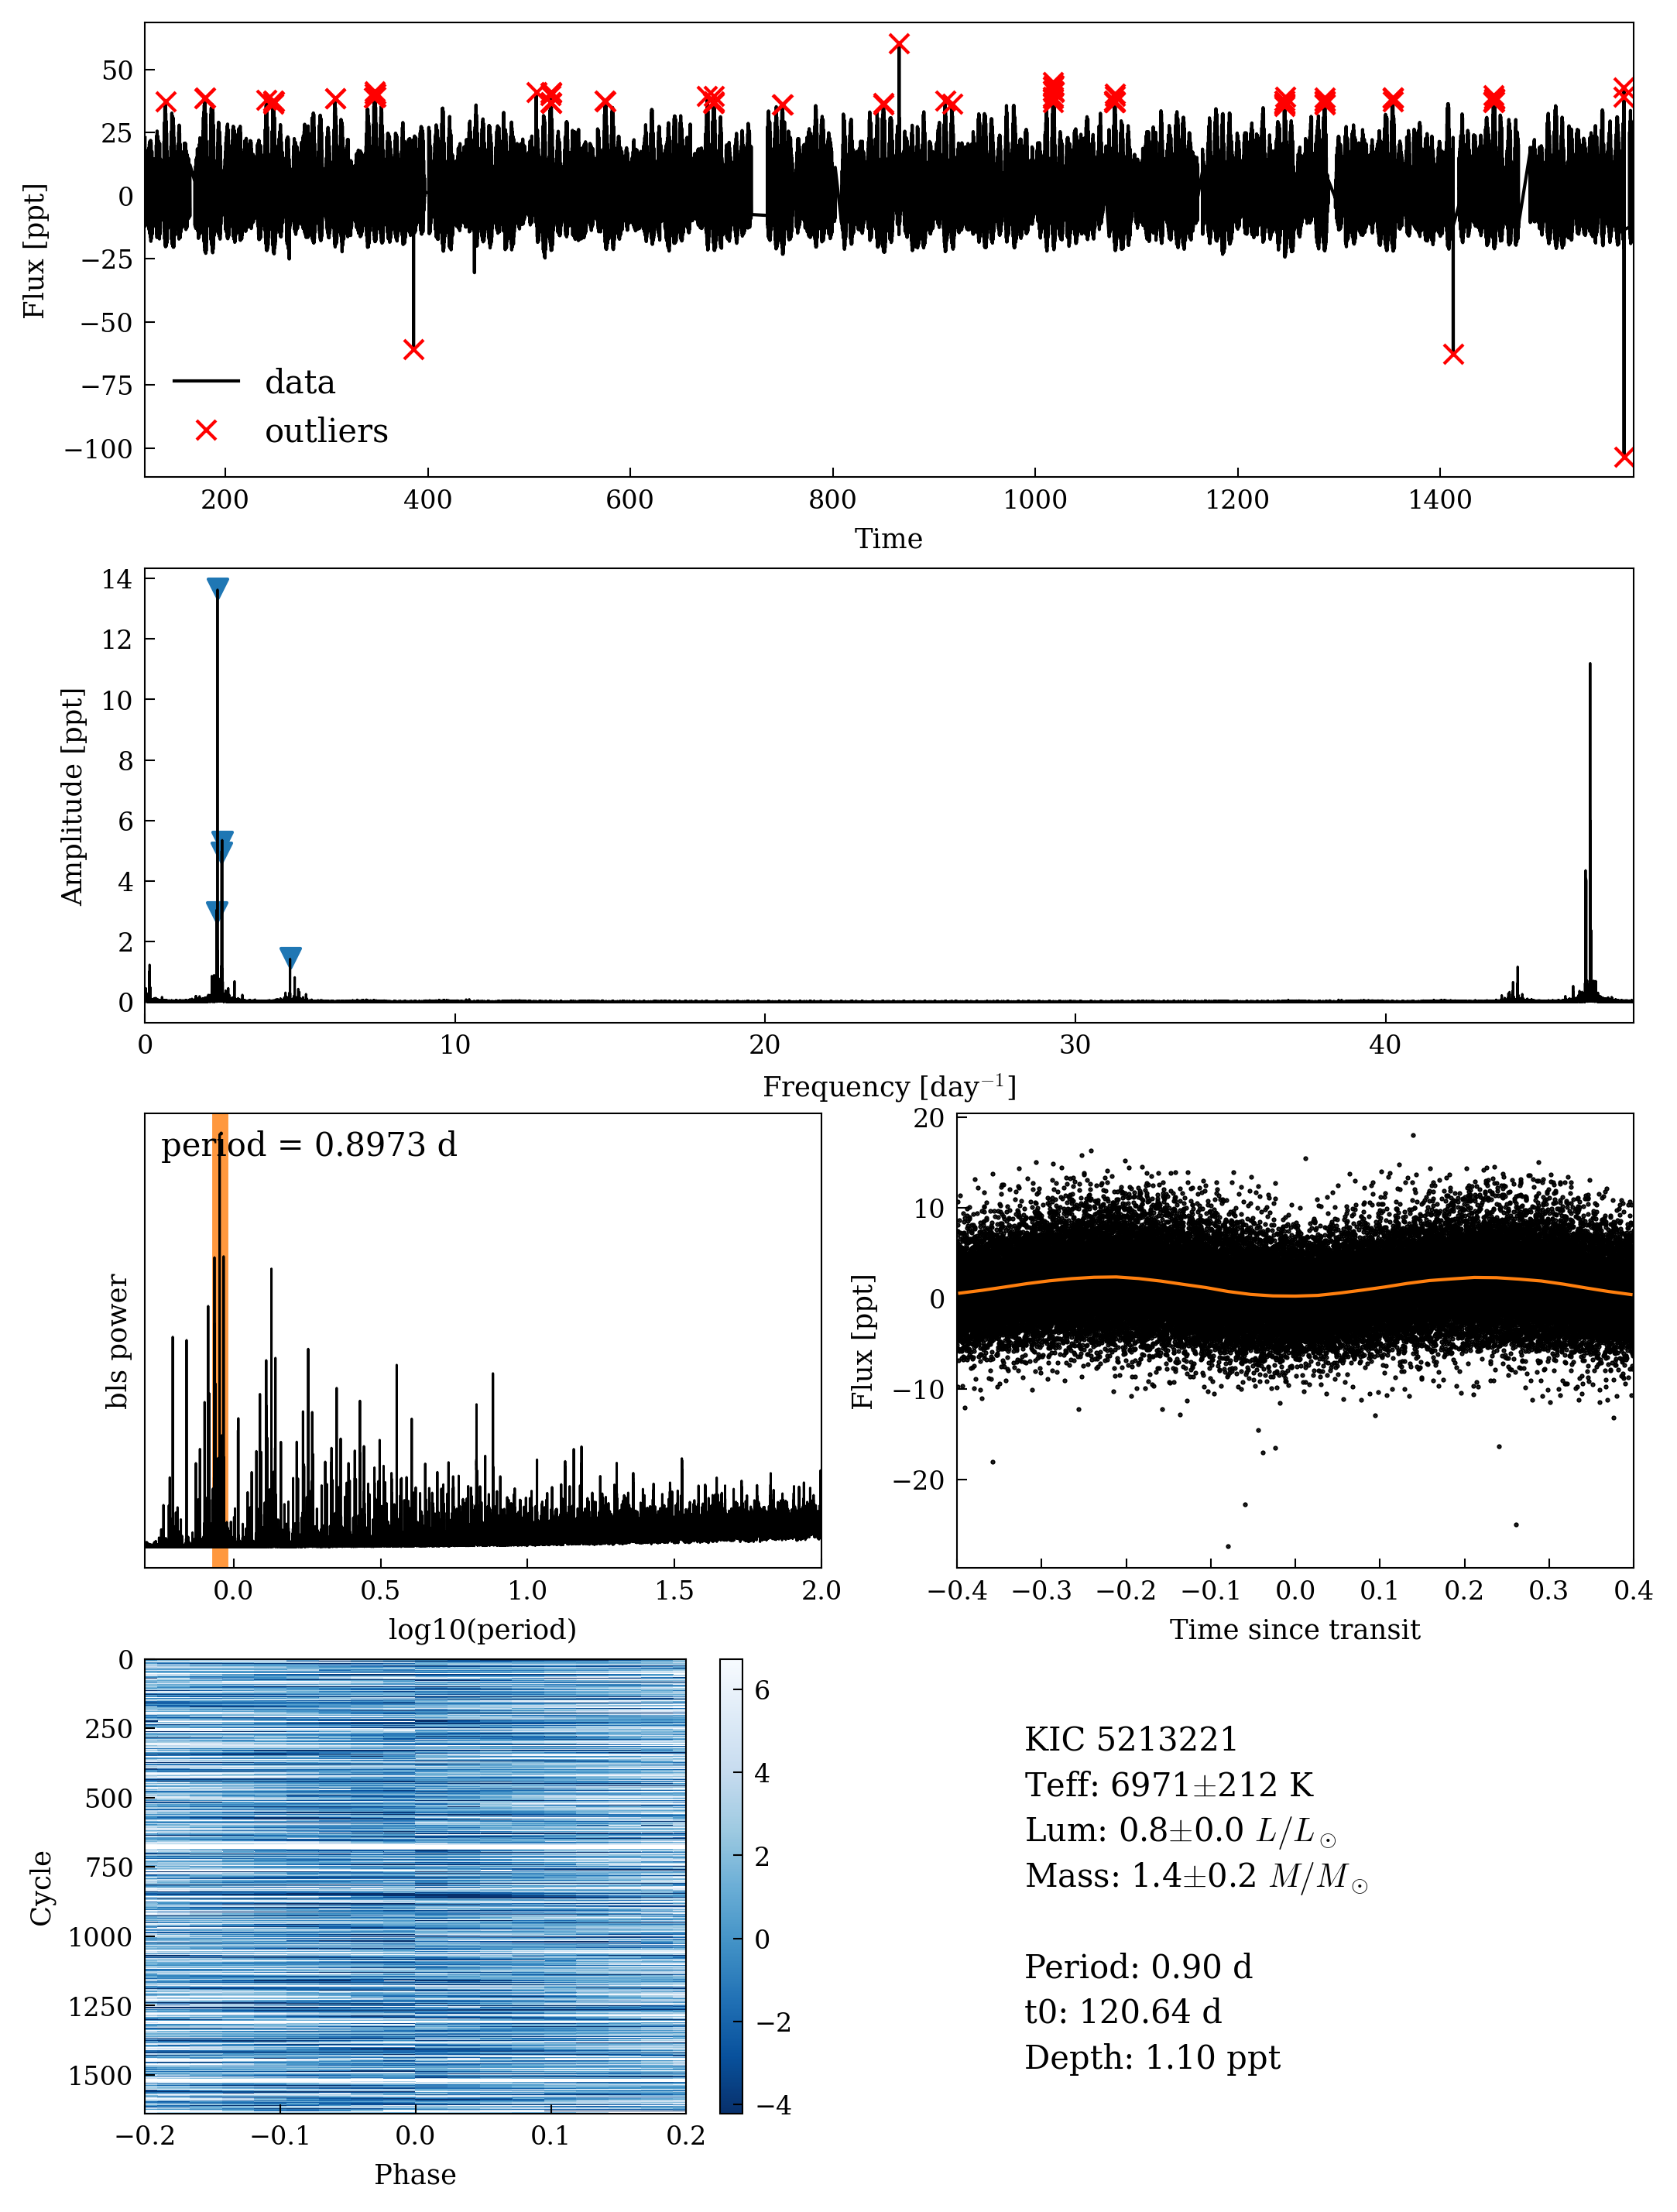 50
25
0
−25
−50
−75
−100
Flux [ppt]
data
outliers
200 400 600 800 1000 1200 1400
Time
14
12
10
8
6
4
2
0
Amplitude [ppt]
0 10 20 30 40
Frequency [day⁻¹]
period = 0.8973 d
bls power
0.0 0.5 1.0 1.5 2.0
log10(period)
20
10
0
−10
−20
Flux [ppt]
−0.4 −0.3 −0.2 −0.1 0.0 0.1 0.2 0.3 0.4
Time since transit
0
250
500
750
1000
1250
1500
Cycle
−0.2 −0.1 0.0 0.1 0.2
Phase
6
4
2
0
−2
−4
KIC 5213221
Teff: 6971±212 K
Lum: 0.8±0.0 L/L⊙
Mass: 1.4±0.2 M/M⊙
Period: 0.90 d
t0: 120.64 d
Depth: 1.10 ppt